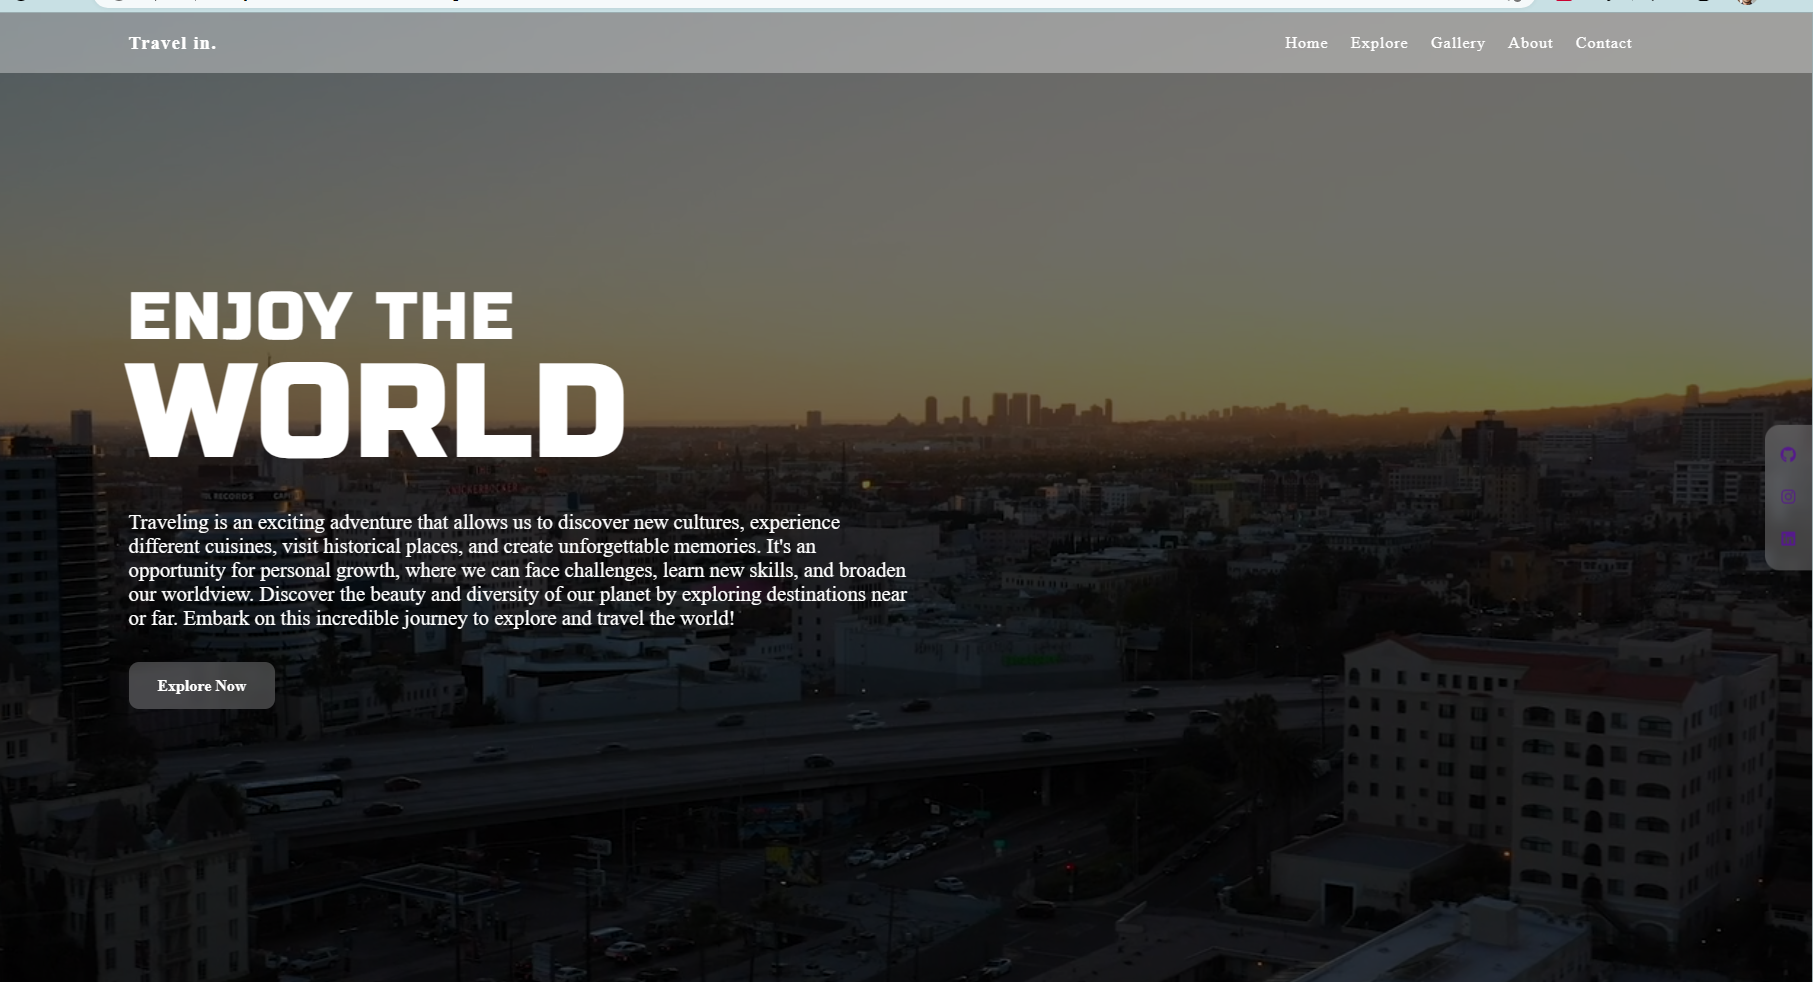 Travel in.
Home Explore Gallery About Contact
ENJOY THE
WORLD
KNICKERBOCKER
RECORDS
Traveling is an exciting adventure that allows us to discover new cultures, experience
different cuisines, visit historical places, and create unforgettable memories. It's an
opportunity for personal growth, where we can face challenges, learn new skills, and broaden
our worldview. Discover the beauty and diversity of our planet by exploring destinations near
or far. Embark on this incredible journey to explore and travel the world!
Explore Now